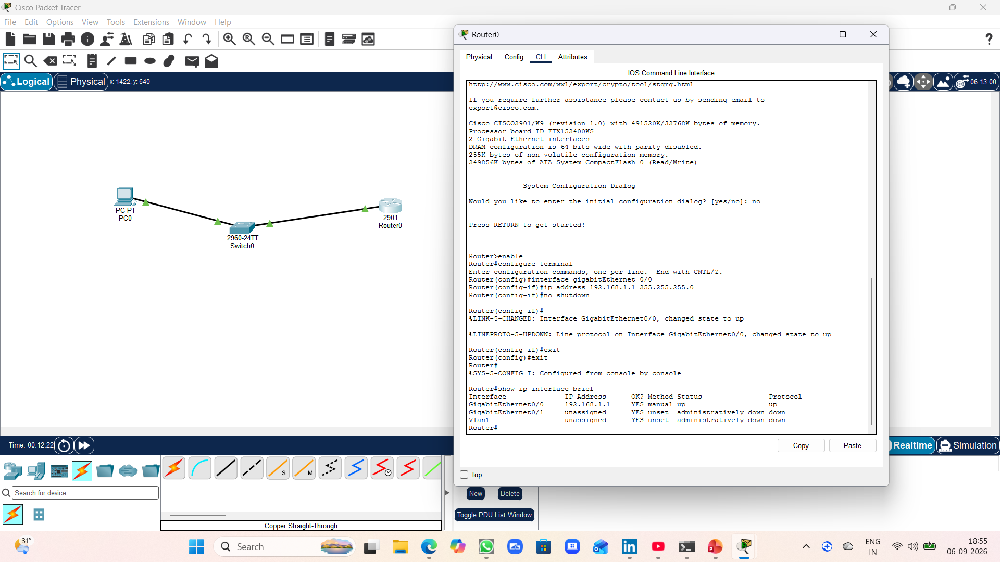 Cisco Packet Tracer
File Edit Options View Tools Extensions Window Help
Logical Physical x: 1422, y: 640
06:13:00
PC-PT
PC0
2960-24TT
Switch0
2901
Router0
Router0
Physical Config CLI Attributes
IOS Command Line Interface
http://www.cisco.com/wwl/export/crypto/tool/stqrg.html
If you require further assistance please contact us by sending email to
export@cisco.com.
Cisco CISCO2901/K9 (revision 1.0) with 491520K/32768K bytes of memory.
Processor board ID FTX152400KS
2 Gigabit Ethernet interfaces
DRAM configuration is 64 bits wide with parity disabled.
255K bytes of non-volatile configuration memory.
249856K bytes of ATA System CompactFlash 0 (Read/Write)
--- System Configuration Dialog ---
Would you like to enter the initial configuration dialog? [yes/no]: no
Press RETURN to get started!
Router>enable
Router#configure terminal
Enter configuration commands, one per line.  End with CNTL/Z.
Router(config)#interface gigabitEthernet 0/0
Router(config-if)#ip address 192.168.1.1 255.255.255.0
Router(config-if)#no shutdown
Router(config-if)#
%LINK-5-CHANGED: Interface GigabitEthernet0/0, changed state to up
%LINEPROTO-5-UPDOWN: Line protocol on Interface GigabitEthernet0/0, changed state to up
Router(config-if)#exit
Router(config)#exit
Router#
%SYS-5-CONFIG_I: Configured from console by console
Router#show ip interface brief
Interface IP-Address OK? Method Status Protocol
GigabitEthernet0/0 192.168.1.1 YES manual up up
GigabitEthernet0/1 unassigned YES unset administratively down down
Vlan1 unassigned YES unset administratively down down
Router#
Copy Paste
Top
Time: 00:12:22
Realtime Simulation
S
M
Search for device
Copper Straight-Through
New Delete
Toggle PDU List Window
31°
Search
ENG
IN
18:55
06-09-2026